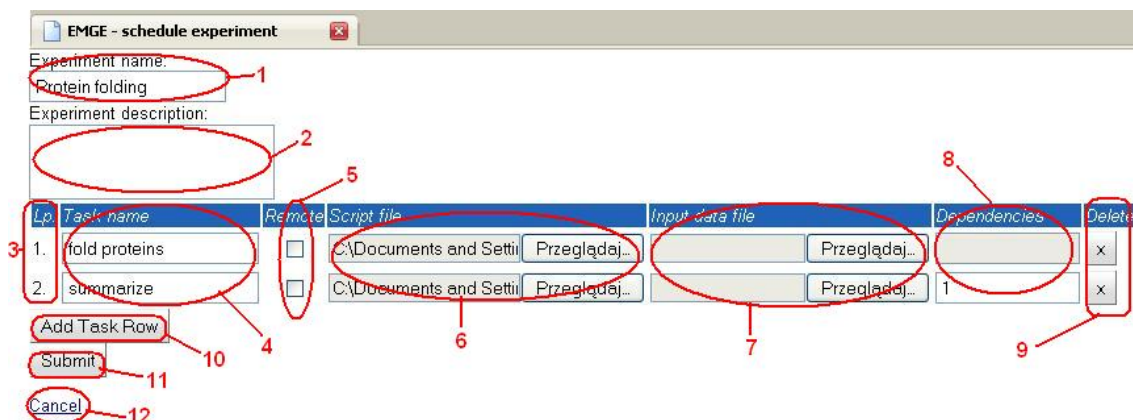 EMGE - schedule experiment
Experiment name:
1
Protein folding
Experiment description:
2
5
8
Lp. Task name Remote Script file Input data file Dependencies Delete
3 1. fold proteins C:\Documents and Settin Przeglądaj... Przeglądaj... x
2. summarize C:\Documents and Settin Przeglądaj... Przeglądaj... 1 x
Add Task Row
10 4 6 7 9
Submit
11
Cancel
12